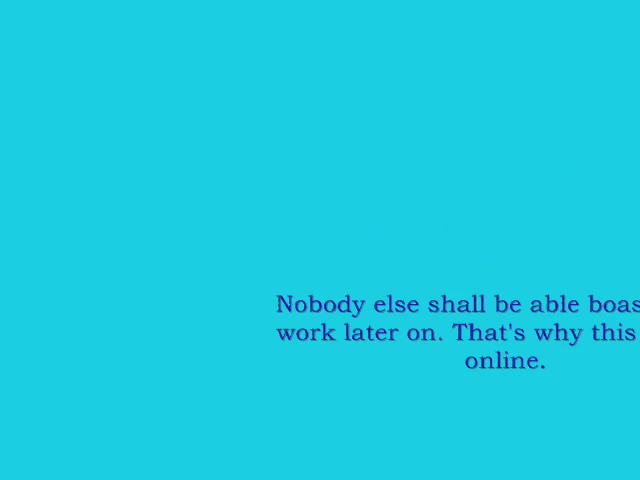 Nobody else shall be able boas
work later on. That's why this
online.